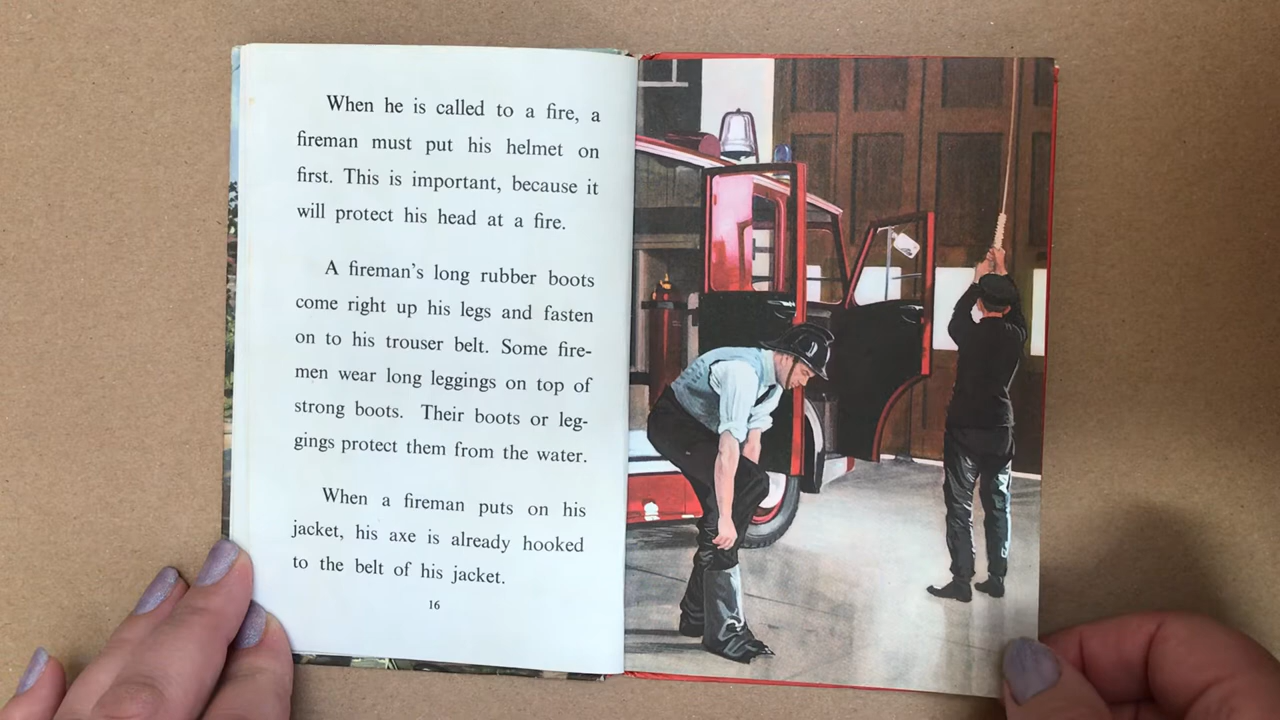 When he is called to a fire, a
fireman must put his helmet on
first. This is important, because it
will protect his head at a fire.
A fireman's long rubber boots
come right up his legs and fasten
on to his trouser belt. Some fire-
men wear long leggings on top of
strong boots. Their boots or leg-
gings protect them from the water.
When a fireman puts on his
jacket, his axe is already hooked
to the belt of his jacket.
16